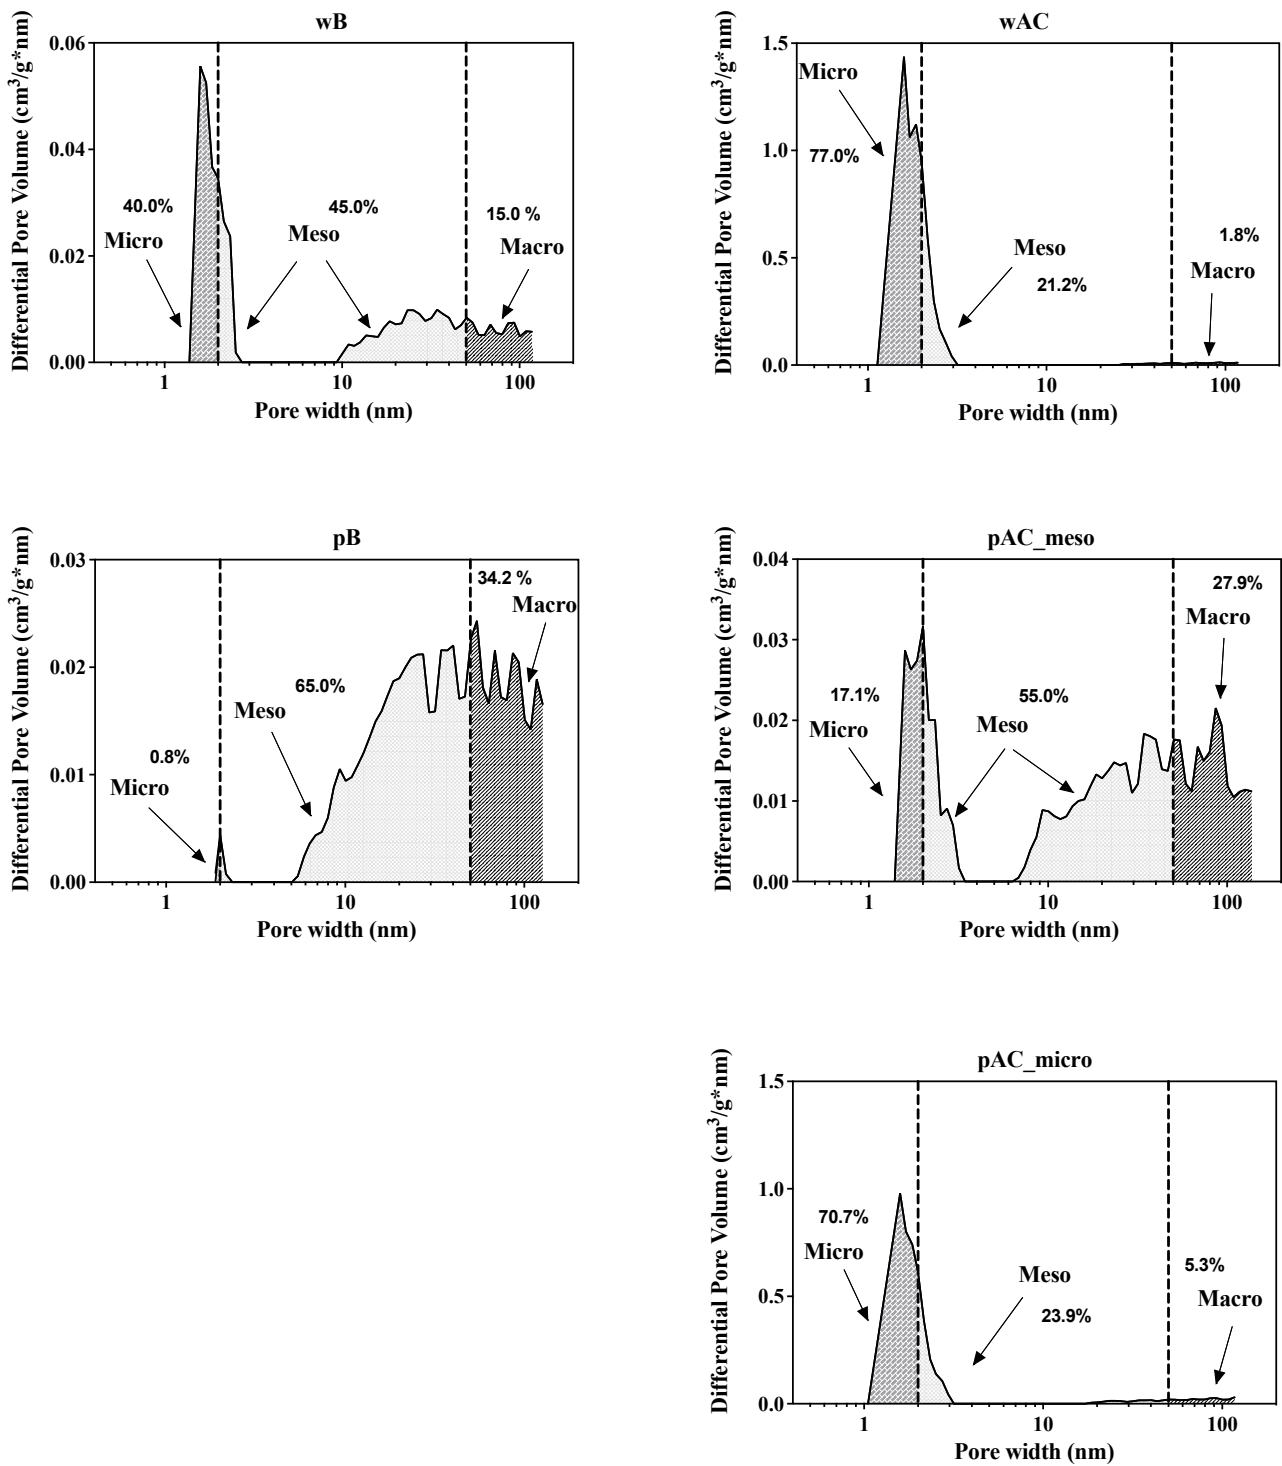 wB
Differential Pore Volume (cm³/g*nm)
0.06
0.04
0.02
0.00
40.0%
Micro
45.0%
Meso
15.0 %
Macro
1
10
100
Pore width (nm)
wAC
Differential Pore Volume (cm³/g*nm)
1.5
1.0
0.5
0.0
Micro
77.0%
Meso
21.2%
1.8%
Macro
1
10
100
Pore width (nm)
pB
Differential Pore Volume (cm³/g*nm)
0.03
0.02
0.01
0.00
0.8%
Micro
65.0%
Meso
34.2 %
Macro
1
10
100
Pore width (nm)
pAC_meso
Differential Pore Volume (cm³/g*nm)
0.04
0.03
0.02
0.01
0.00
17.1%
Micro
55.0%
Meso
27.9%
Macro
1
10
100
Pore width (nm)
pAC_micro
Differential Pore Volume (cm³/g*nm)
1.5
1.0
0.5
0.0
70.7%
Micro
Meso
23.9%
5.3%
Macro
1
10
100
Pore width (nm)